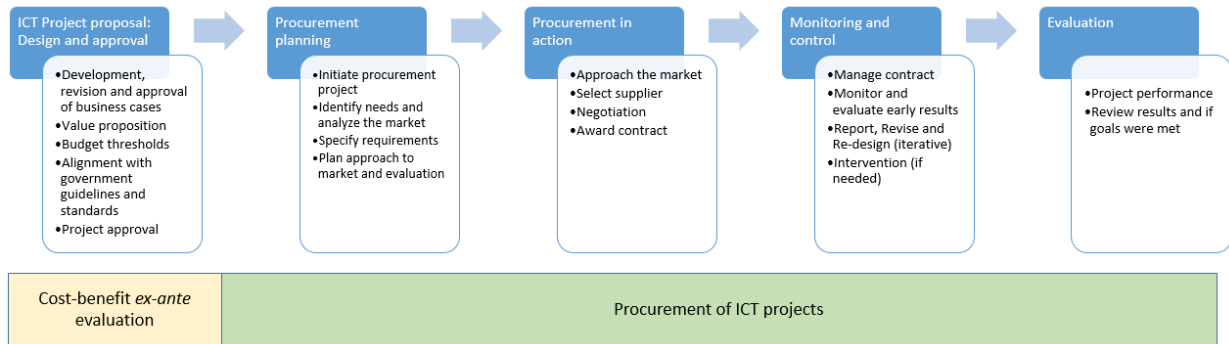 ICT Project proposal:
Design and approval
•Development,
revision and approval
of business cases
•Value proposition
•Budget thresholds
•Alignment with
government
guidelines and
standards
•Project approval
Procurement
planning
•Initiate procurement
project
•Identify needs and
analyze the market
•Specify requirements
•Plan approach to
market and evaluation
Procurement in
action
•Approach the market
•Select supplier
•Negotiation
•Award contract
Monitoring and
control
•Manage contract
•Monitor and
evaluate early results
•Report, Revise and
Re-design (iterative)
•Intervention (if
needed)
Evaluation
•Project performance
•Review results and if
goals were met
Cost-benefit ex-ante
evaluation
Procurement of ICT projects